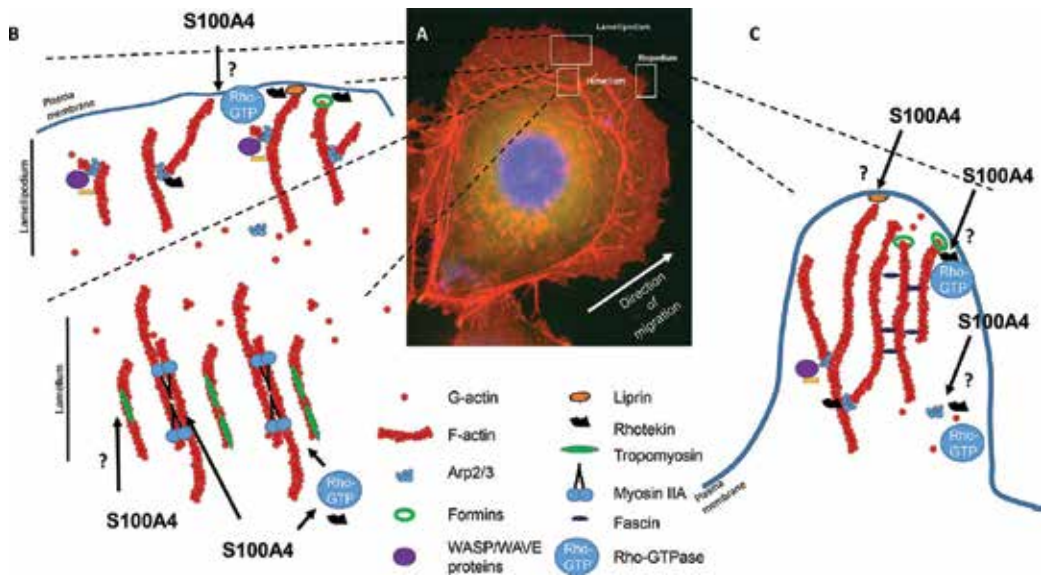 B
S100A4
?
Plasma
membrane
Rho-
GTP
Lamellipodium
Lamellum
?
S100A4
S100A4
Rho-
GTP
A
Lamellipodium
Filopodium
lamellum
Direction
of
migration
G-actin
F-actin
Arp2/3
Formins
WASP/WAVE
proteins
Liprin
Rhotekin
Tropomyosin
Myosin IIA
Fascin
Rho-
GTP
Rho-GTPase
C
S100A4
?
S100A4
?
Rho-
GTP
S100A4
?
Rho-
GTP
Plasma
membrane